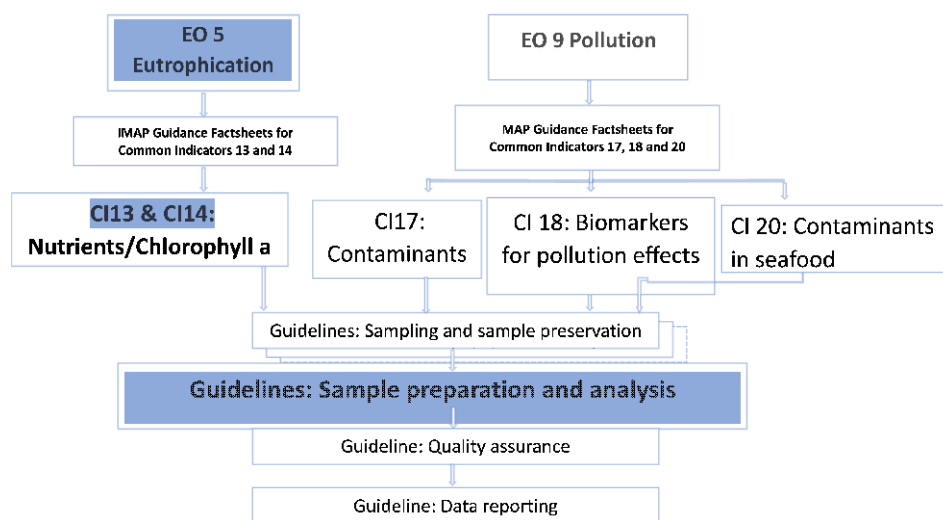 EO 5
Eutrophication
EO 9 Pollution
IMAP Guidance Factsheets for
Common Indicators 13 and 14
MAP Guidance Factsheets for
Common Indicators 17, 18 and 20
CI13 & CI14:
Nutrients/Chlorophyll a
CI17:
Contaminants
CI 18: Biomarkers
for pollution effects
CI 20: Contaminants
in seafood
Guidelines: Sampling and sample preservation
Guidelines: Sample preparation and analysis
Guideline: Quality assurance
Guideline: Data reporting